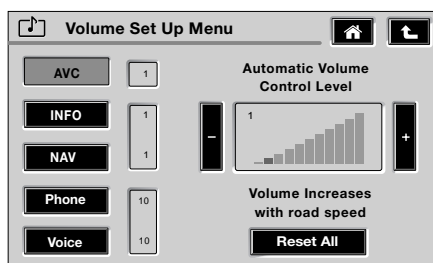 Volume Set Up Menu
AVC
1
INFO
1
NAV
1
Phone
10
Voice
10
Automatic Volume
Control Level
–
1
+
Volume Increases
with road speed
Reset All